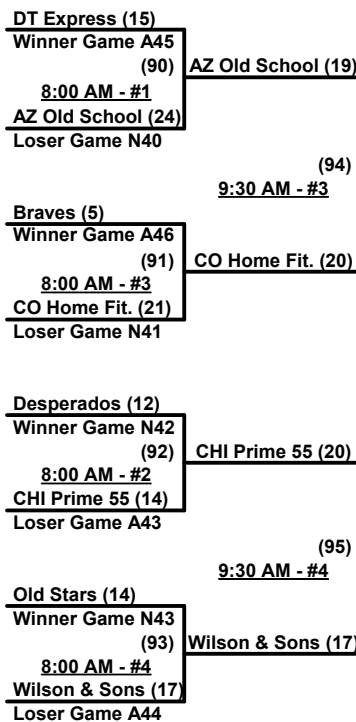 DT Express (15)
Winner Game A45
(90)
AZ Old School (19)
8:00 AM - #1
AZ Old School (24)
Loser Game N40
(94)
9:30 AM - #3
Braves (5)
Winner Game A46
(91)
CO Home Fit. (20)
8:00 AM - #3
CO Home Fit. (21)
Loser Game N41
Desperados (12)
Winner Game N42
(92)
CHI Prime 55 (20)
8:00 AM - #2
CHI Prime 55 (14)
Loser Game A43
(95)
9:30 AM - #4
Old Stars (14)
Winner Game N43
(93)
Wilson & Sons (17)
8:00 AM - #4
Wilson & Sons (17)
Loser Game A44